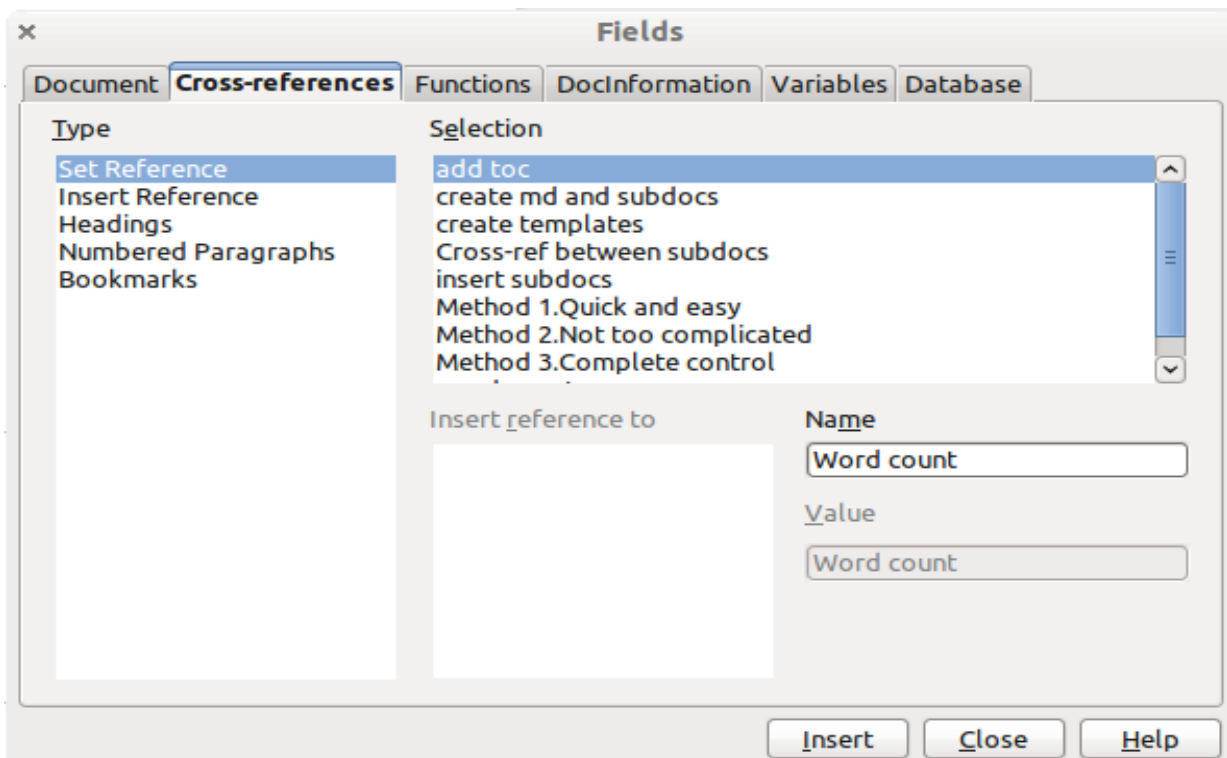 Fields
Document Cross-references Functions DocInformation Variables Database
Type
Set Reference
Insert Reference
Headings
Numbered Paragraphs
Bookmarks
Selection
add toc
create md and subdocs
create templates
Cross-ref between subdocs
insert subdocs
Method 1.Quick and easy
Method 2.Not too complicated
Method 3.Complete control
Insert reference to
Name
Word count
Value
Word count
Insert Close Help